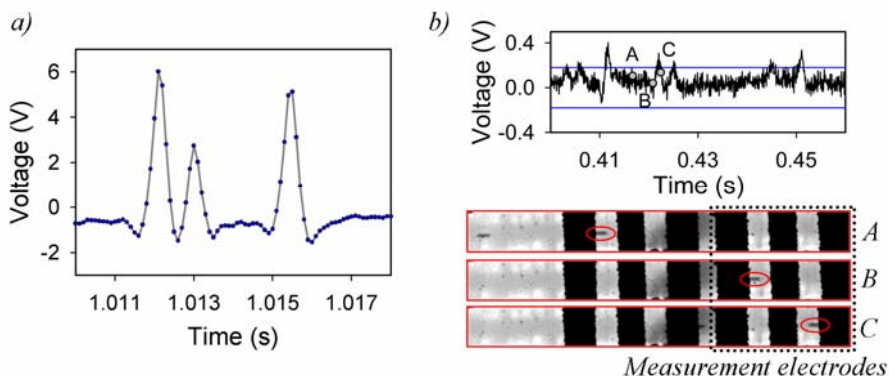 a)
6
4
2
0
-2
Voltage (V)
1.011 1.013 1.015 1.017
Time (s)
b)
0.4
0.0
-0.4
Voltage (V)
A
B
C
0.41 0.43 0.45
Time (s)
A
B
C
Measurement electrodes